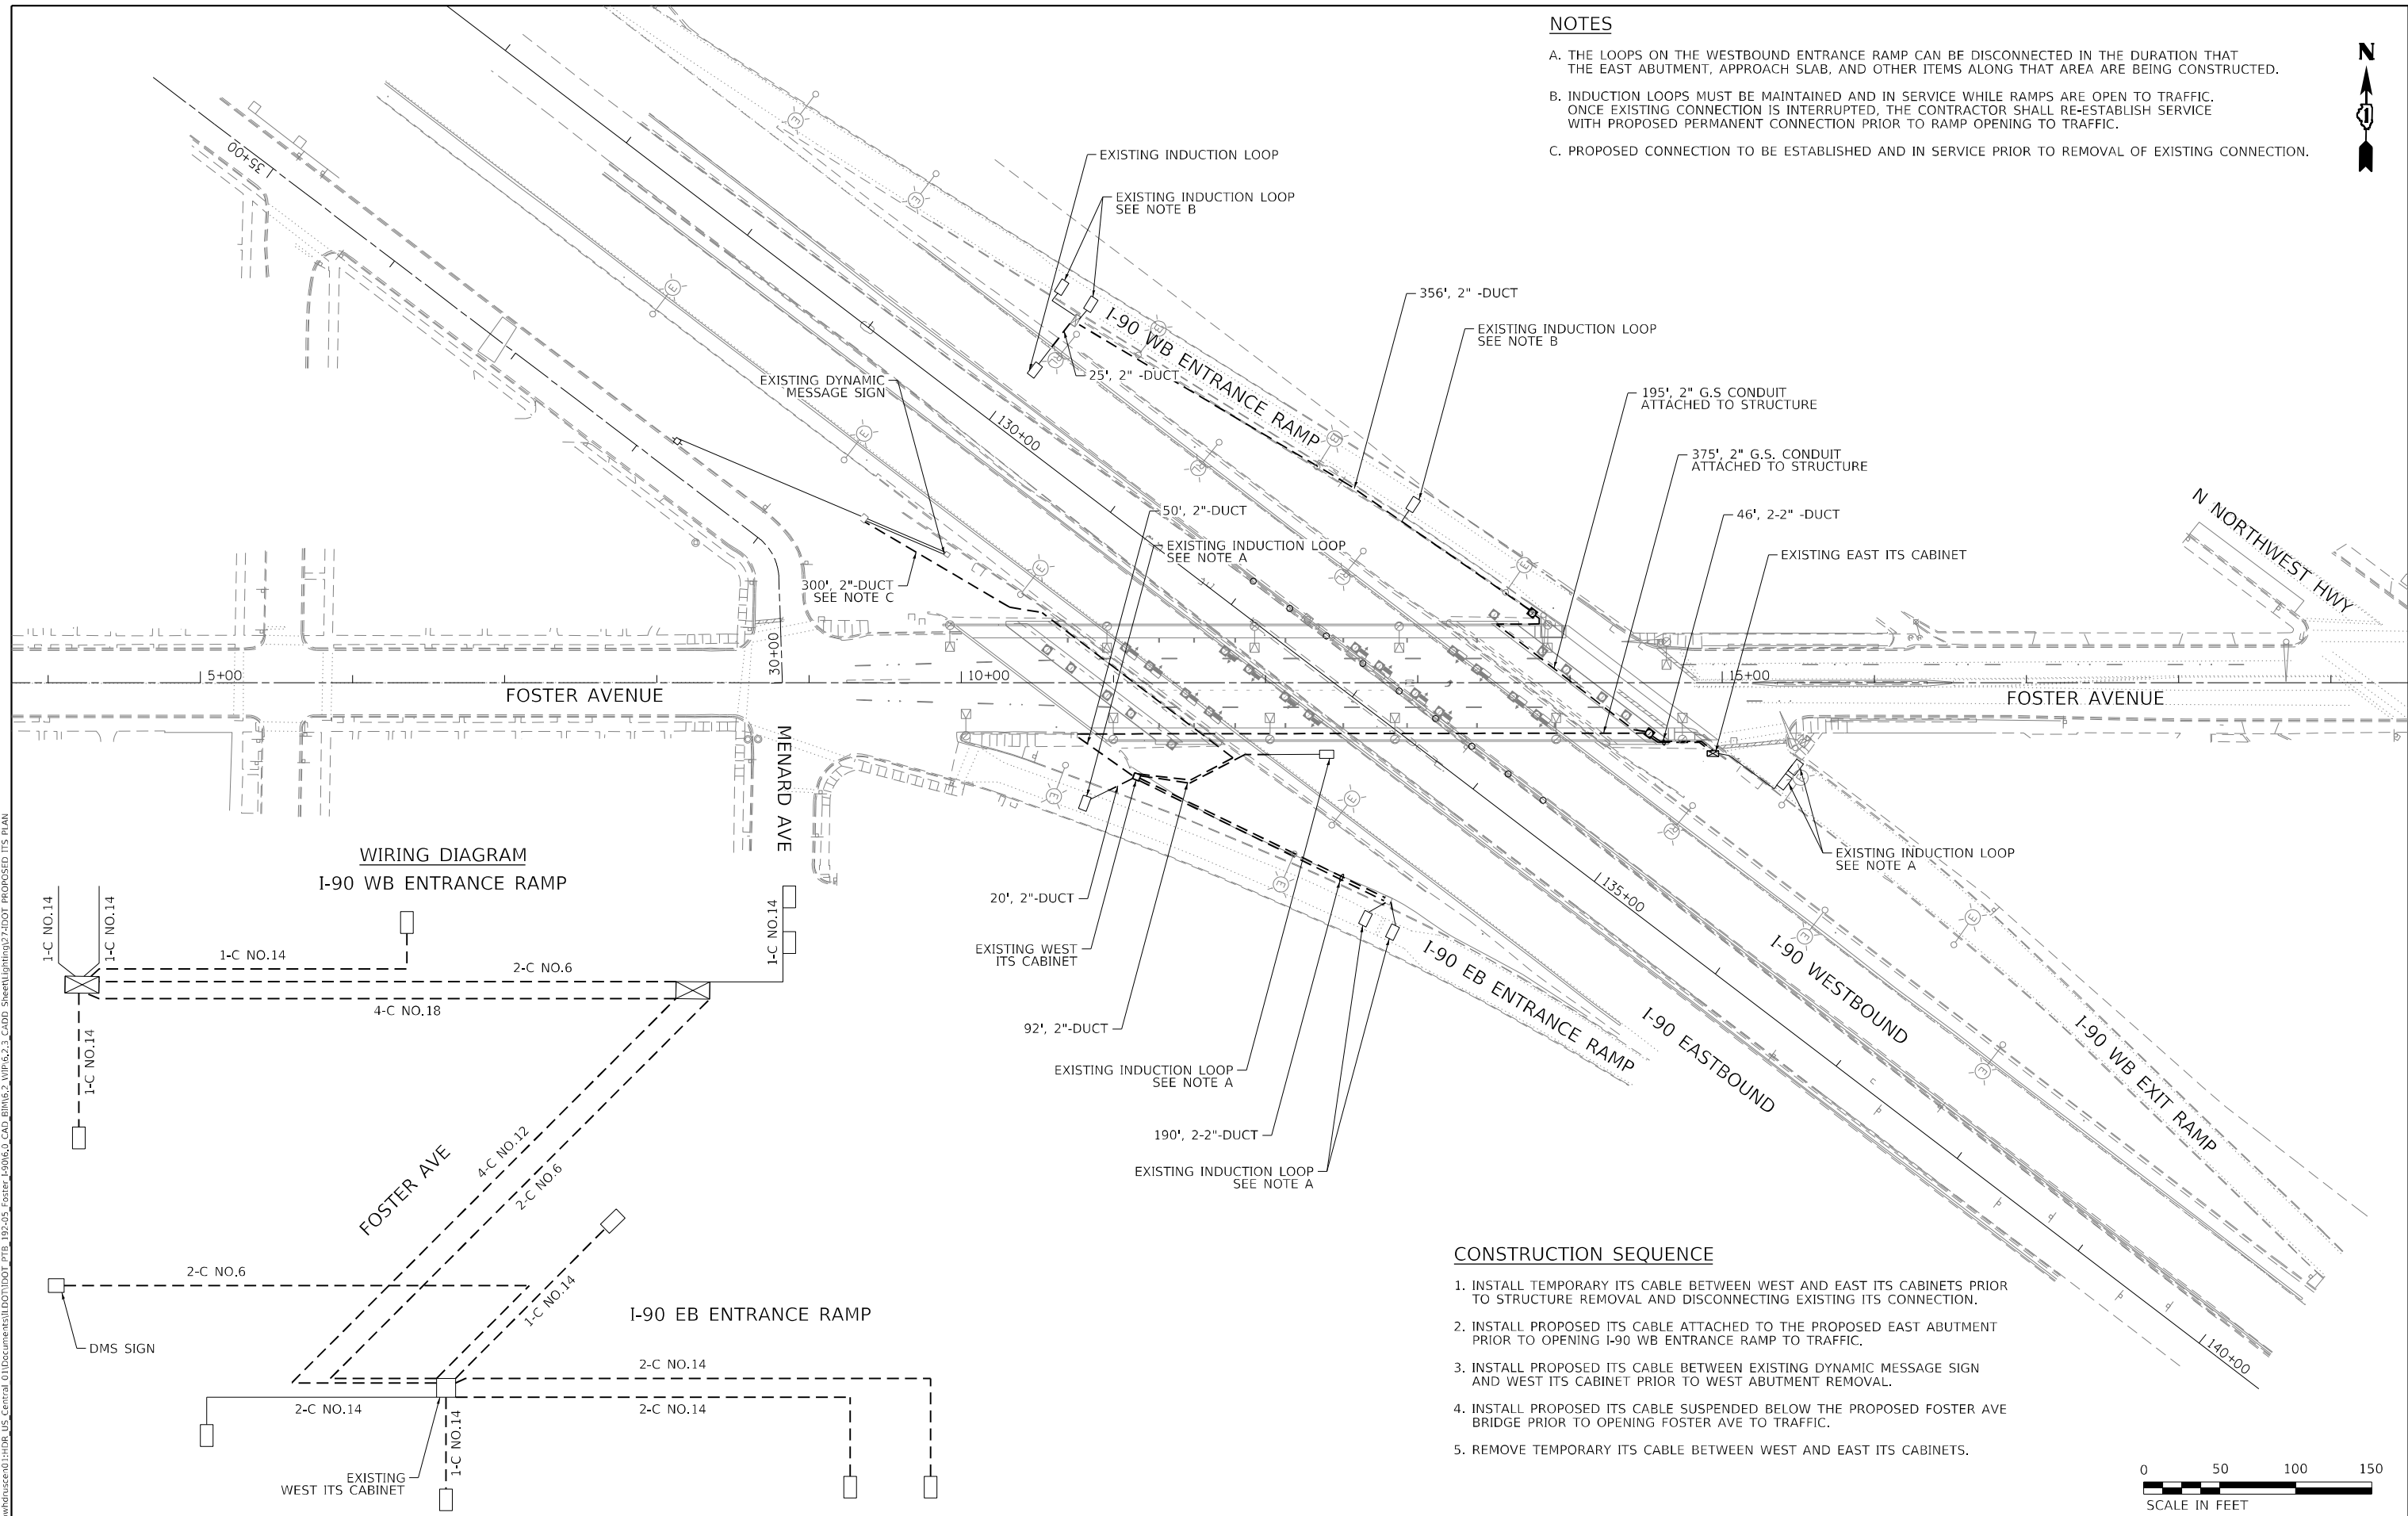 NOTES
A. THE LOOPS ON THE WESTBOUND ENTRANCE RAMP CAN BE DISCONNECTED IN THE DURATION THAT
THE EAST ABUTMENT, APPROACH SLAB, AND OTHER ITEMS ALONG THAT AREA ARE BEING CONSTRUCTED.
B. INDUCTION LOOPS MUST BE MAINTAINED AND IN SERVICE WHILE RAMPS ARE OPEN TO TRAFFIC.
ONCE EXISTING CONNECTION IS INTERRUPTED, THE CONTRACTOR SHALL RE-ESTABLISH SERVICE
WITH PROPOSED PERMANENT CONNECTION PRIOR TO RAMP OPENING TO TRAFFIC.
C. PROPOSED CONNECTION TO BE ESTABLISHED AND IN SERVICE PRIOR TO REMOVAL OF EXISTING CONNECTION.
N
EXISTING INDUCTION LOOP
EXISTING INDUCTION LOOP
SEE NOTE B
35+00
356', 2" -DUCT
I-90 WB ENTRANCE RAMP
EXISTING INDUCTION LOOP
SEE NOTE B
25', 2" -DUCT
EXISTING DYNAMIC
MESSAGE SIGN
195', 2" G.S CONDUIT
ATTACHED TO STRUCTURE
130+00
375', 2" G.S. CONDUIT
ATTACHED TO STRUCTURE
50', 2"-DUCT
46', 2-2" -DUCT
N NORTHWEST HWY
EXISTING INDUCTION LOOP
SEE NOTE A
EXISTING EAST ITS CABINET
300', 2"-DUCT
SEE NOTE C
5+00
30+00
10+00
15+00
FOSTER AVENUE
FOSTER AVENUE
MENARD AVE
EXISTING INDUCTION LOOP
SEE NOTE A
20', 2"-DUCT
135+00
EXISTING WEST
ITS CABINET
I-90 EB ENTRANCE RAMP
I-90 WESTBOUND
I-90 EASTBOUND
I-90 WB EXIT RAMP
92', 2"-DUCT
EXISTING INDUCTION LOOP
SEE NOTE A
190', 2-2"-DUCT
EXISTING INDUCTION LOOP
SEE NOTE A
140+00
WIRING DIAGRAM
I-90 WB ENTRANCE RAMP
1-C NO.14
1-C NO.14
1-C NO.14
1-C NO.14
2-C NO.6
4-C NO.18
1-C NO.14
4-C NO.12
2-C NO.6
FOSTER AVE
2-C NO.6
1-C NO.14
DMS SIGN
I-90 EB ENTRANCE RAMP
2-C NO.14
2-C NO.14
2-C NO.14
1-C NO.14
EXISTING
WEST ITS CABINET
CONSTRUCTION SEQUENCE
1. INSTALL TEMPORARY ITS CABLE BETWEEN WEST AND EAST ITS CABINETS PRIOR
TO STRUCTURE REMOVAL AND DISCONNECTING EXISTING ITS CONNECTION.
2. INSTALL PROPOSED ITS CABLE ATTACHED TO THE PROPOSED EAST ABUTMENT
PRIOR TO OPENING I-90 WB ENTRANCE RAMP TO TRAFFIC.
3. INSTALL PROPOSED ITS CABLE BETWEEN EXISTING DYNAMIC MESSAGE SIGN
AND WEST ITS CABINET PRIOR TO WEST ABUTMENT REMOVAL.
4. INSTALL PROPOSED ITS CABLE SUSPENDED BELOW THE PROPOSED FOSTER AVE
BRIDGE PRIOR TO OPENING FOSTER AVE TO TRAFFIC.
5. REMOVE TEMPORARY ITS CABLE BETWEEN WEST AND EAST ITS CABINETS.
0 50 100 150
SCALE IN FEET